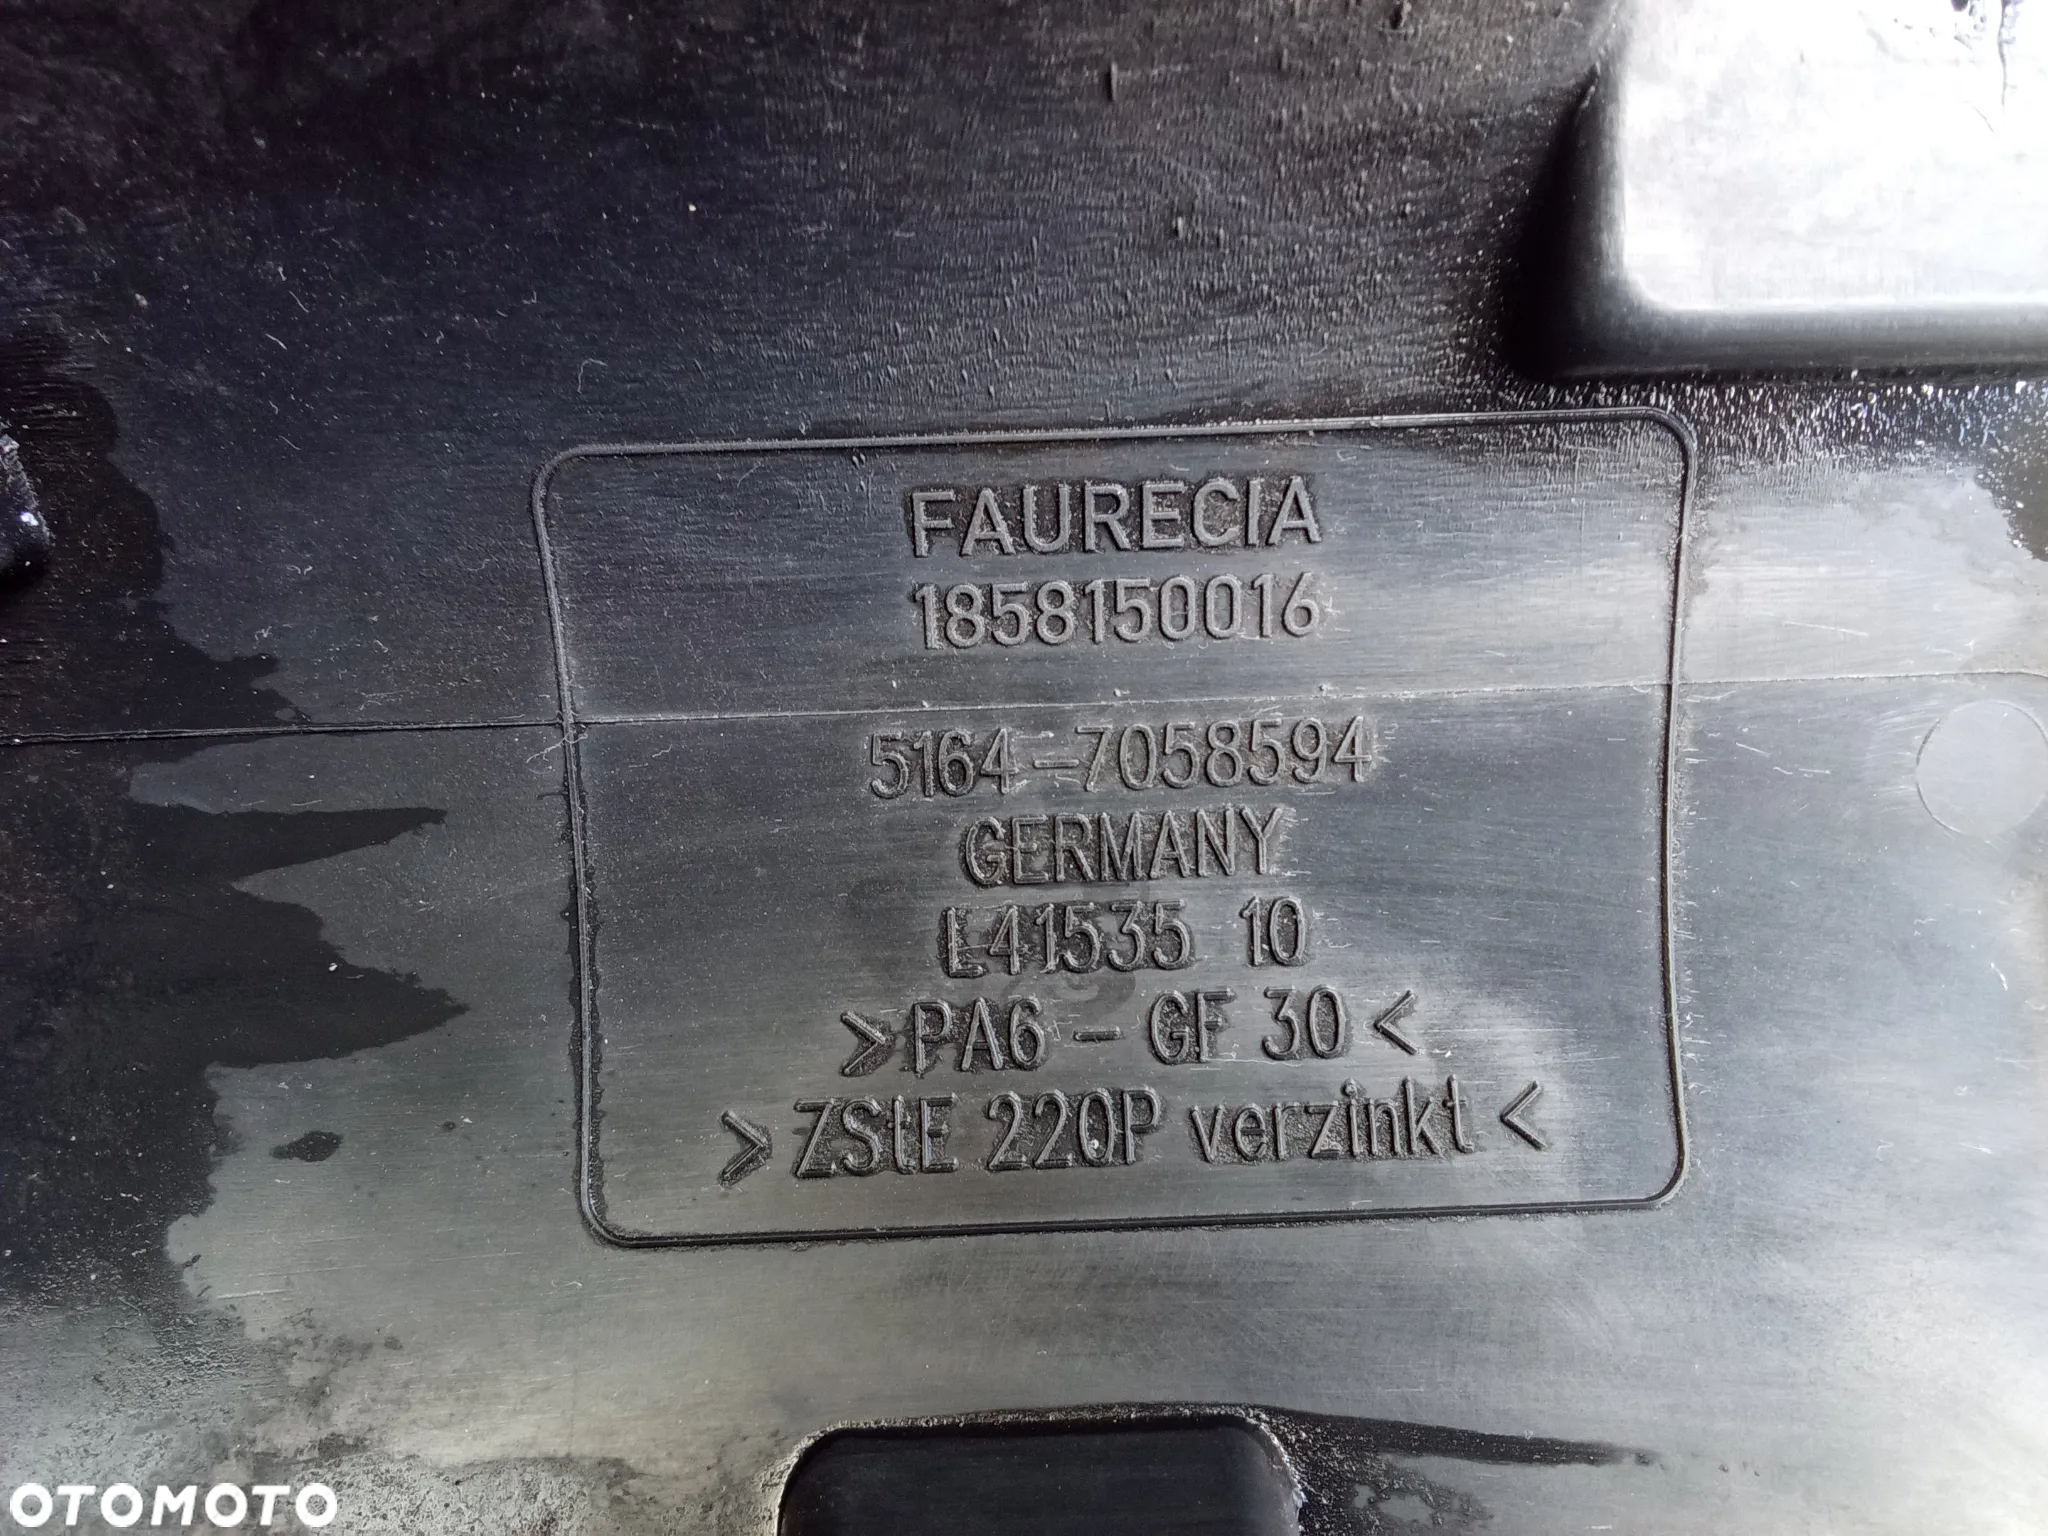 FAURECIA
1858150016
5164-7058594
GERMANY
L41535 10
>PA6-GF 30<
>ZStE 220P verzinkt<
OTOMOTO